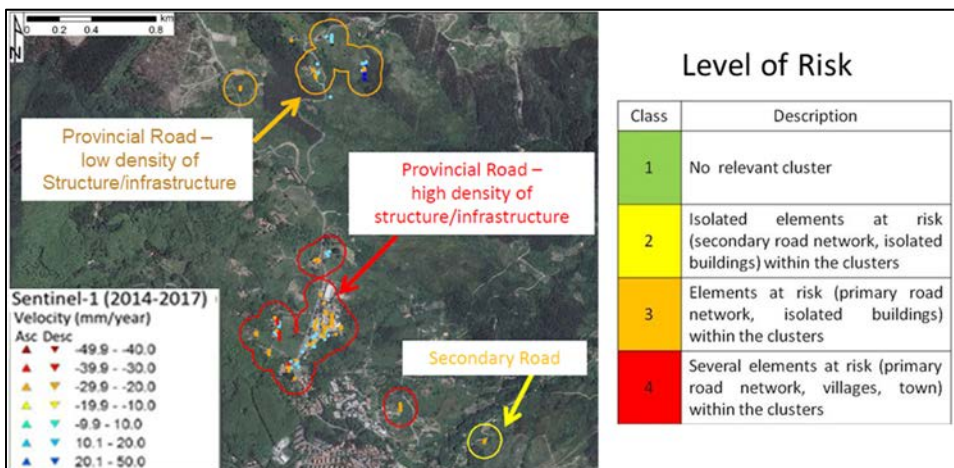 0 0.2 0.4 0.6 0.8
km
N
Provincial Road –
low density of
Structure/infrastructure
Provincial Road –
high density of
structure/infrastructure
Secondary Road
Sentinel-1 (2014-2017)
Velocity (mm/year)
Asc Desc
-49.9 - -40.0
-39.9 - -30.0
-29.9 - -20.0
-19.9 - -10.0
-9.9 - 10.0
10.1 - 20.0
20.1 - 50.0
Level of Risk
Class Description
1 No relevant cluster
2 Isolated elements at risk
(secondary road network, isolated
buildings) within the clusters
3 Elements at risk (primary road
network, isolated buildings)
within the clusters
4 Several elements at risk (primary
road network, villages, town)
within the clusters